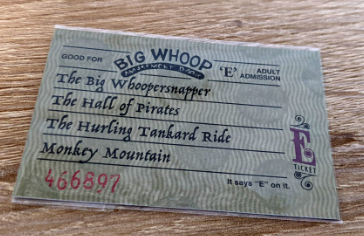 GOOD FOR BIG WHOOP 'E' ADULT
AMUSEMENT PARK ADMISSION
The Big Whoopersnapper
The Hall of Pirates
The Hurling Tankard Ride
Monkey Mountain
E
TICKET
466897
It says "E" on it.